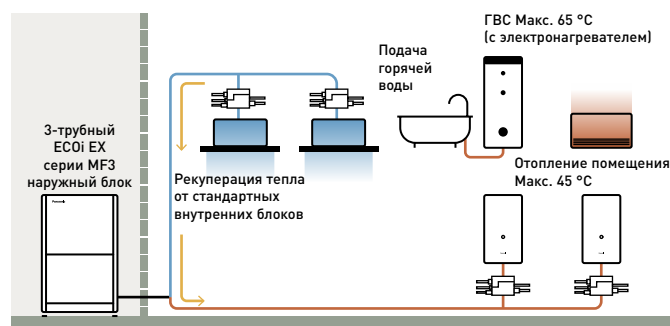 ГВС Макс. 65 °C
(с электронагревателем)
Подача
горячей
воды
3-трубный
ECOi EX
серии MF3
наружный блок
Panasonic
Рекуперация тепла
от стандартных
внутренних блоков
Отопление помещения
Макс. 45 °C